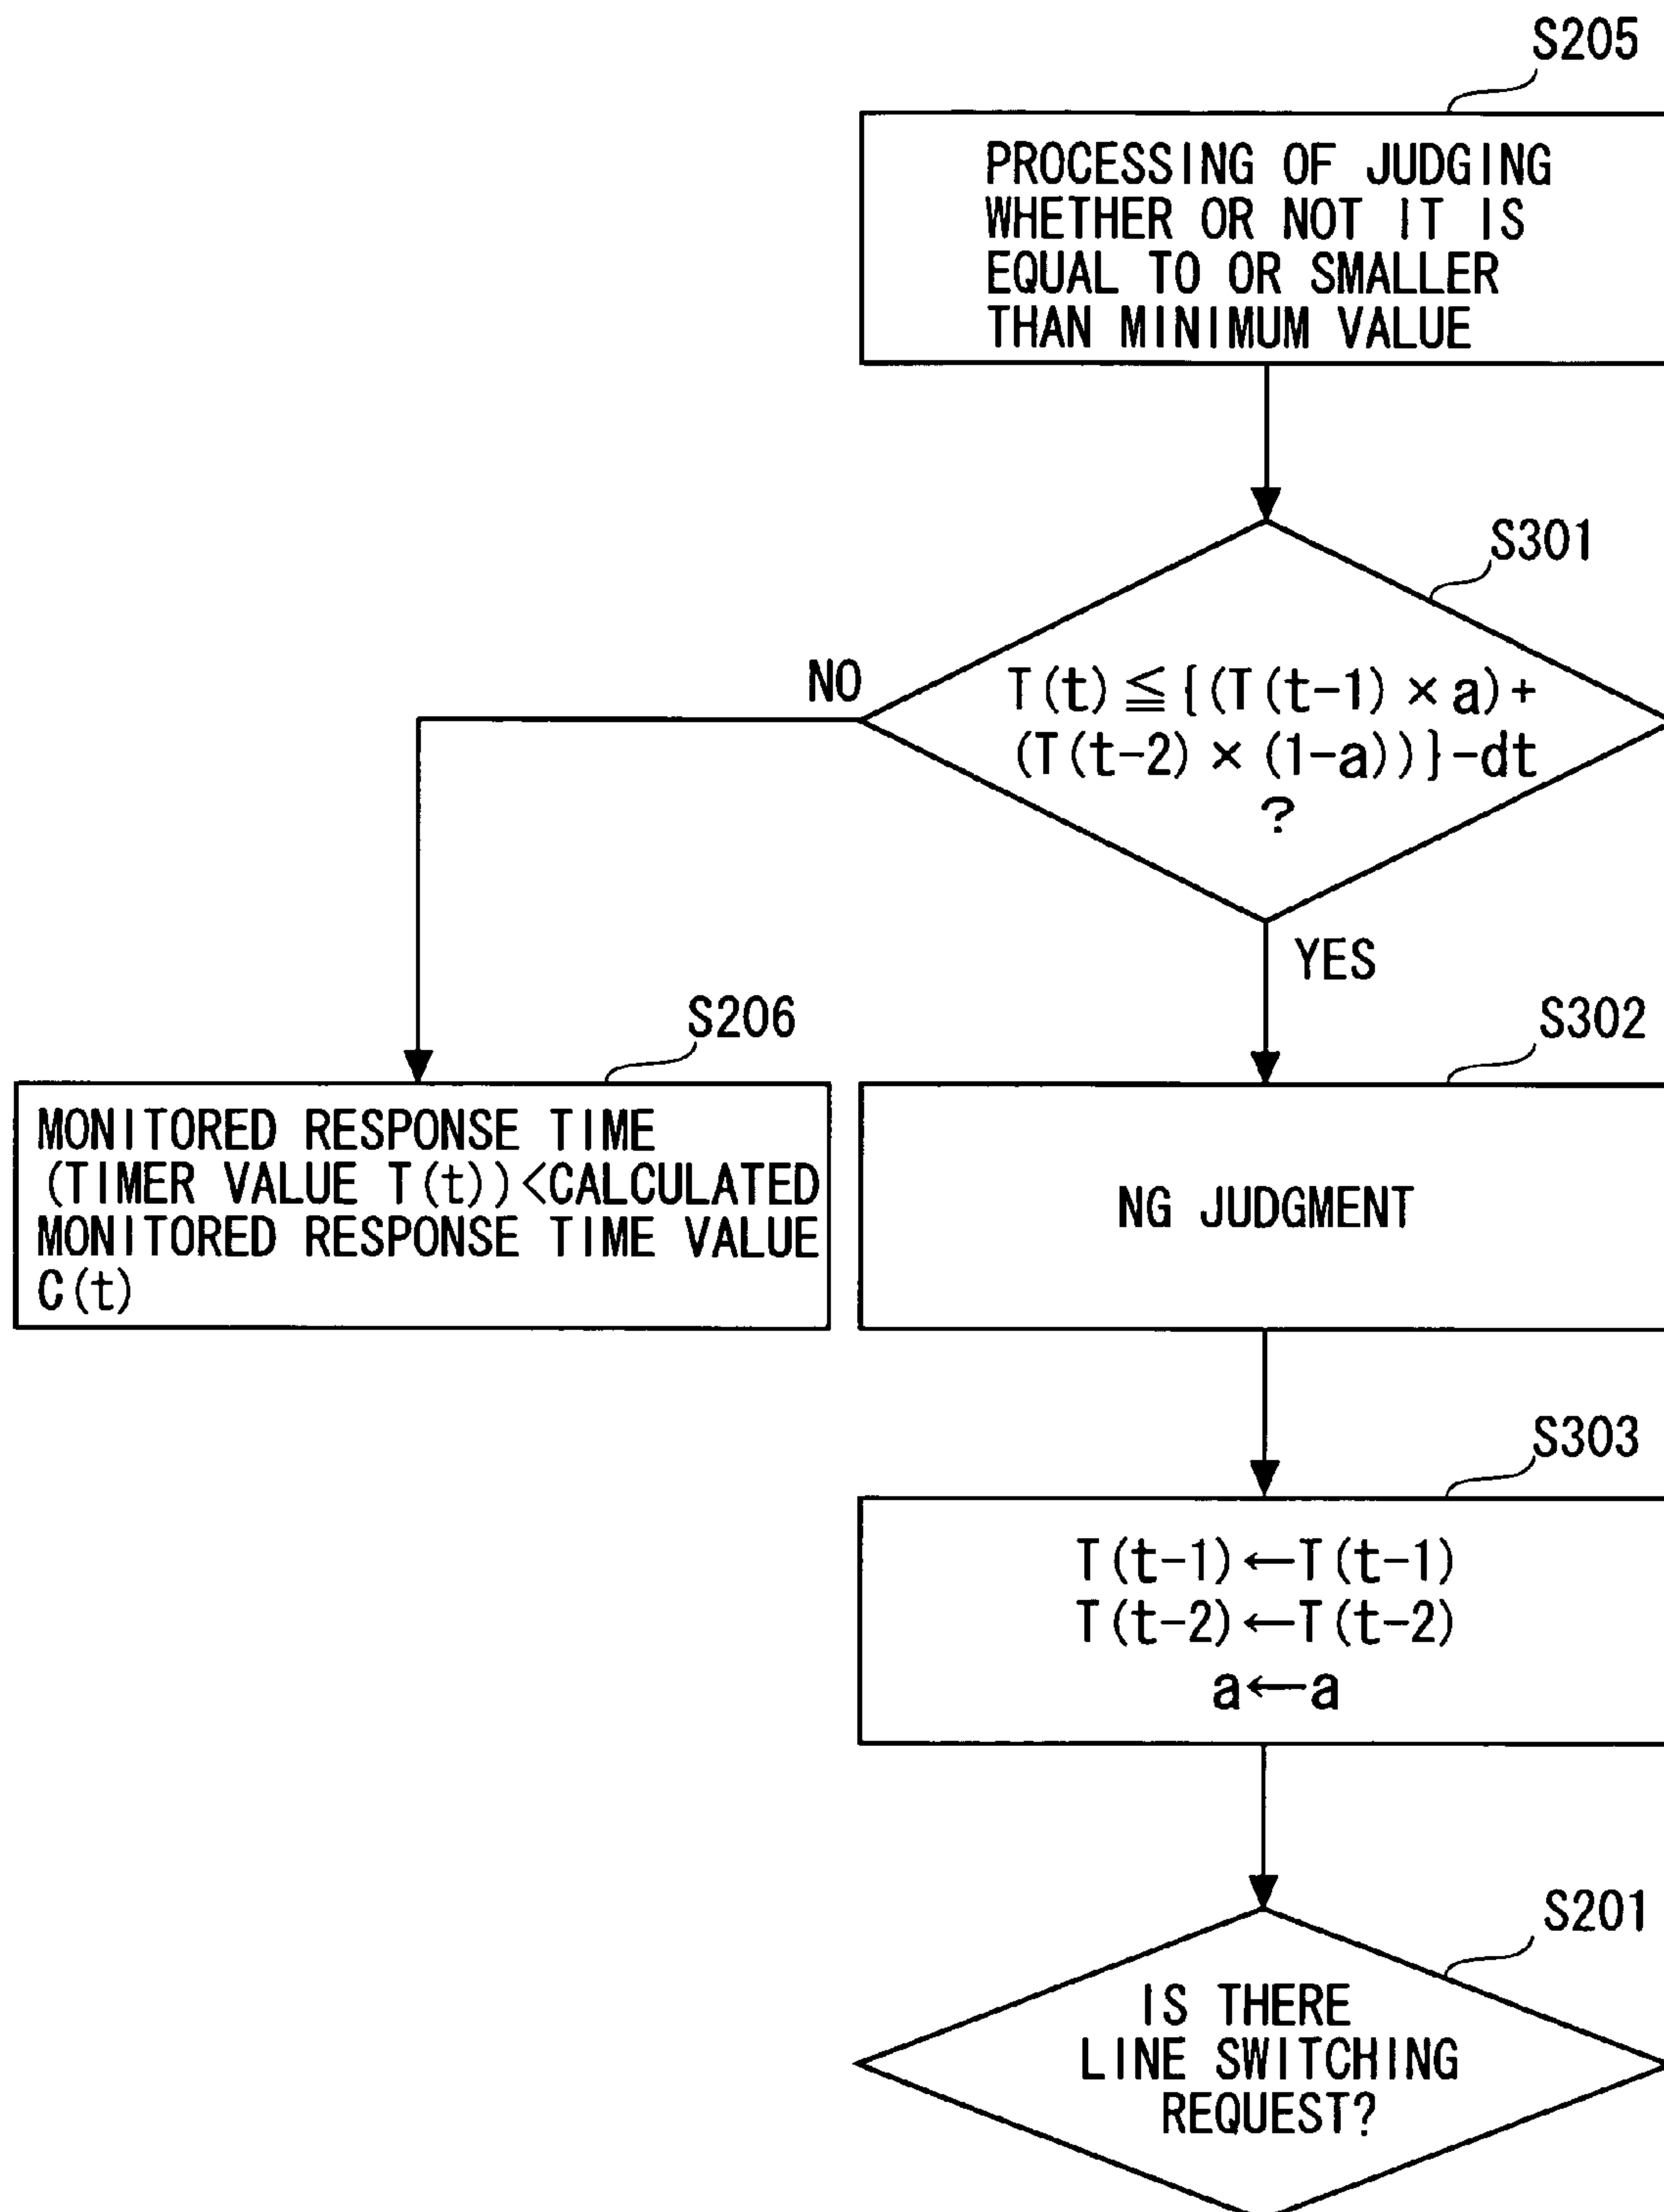 S205
PROCESSING OF JUDGING
WHETHER OR NOT IT IS
EQUAL TO OR SMALLER
THAN MINIMUM VALUE
S301
NO
T(t)≦{(T(t-1)×a)+
(T(t-2)×(1-a))}-dt
?
YES
S206
MONITORED RESPONSE TIME
(TIMER VALUE T(t))<CALCULATED
MONITORED RESPONSE TIME VALUE
C(t)
S302
NG JUDGMENT
S303
T(t-1)←T(t-1)
T(t-2)←T(t-2)
a←a
S201
IS THERE
LINE SWITCHING
REQUEST?